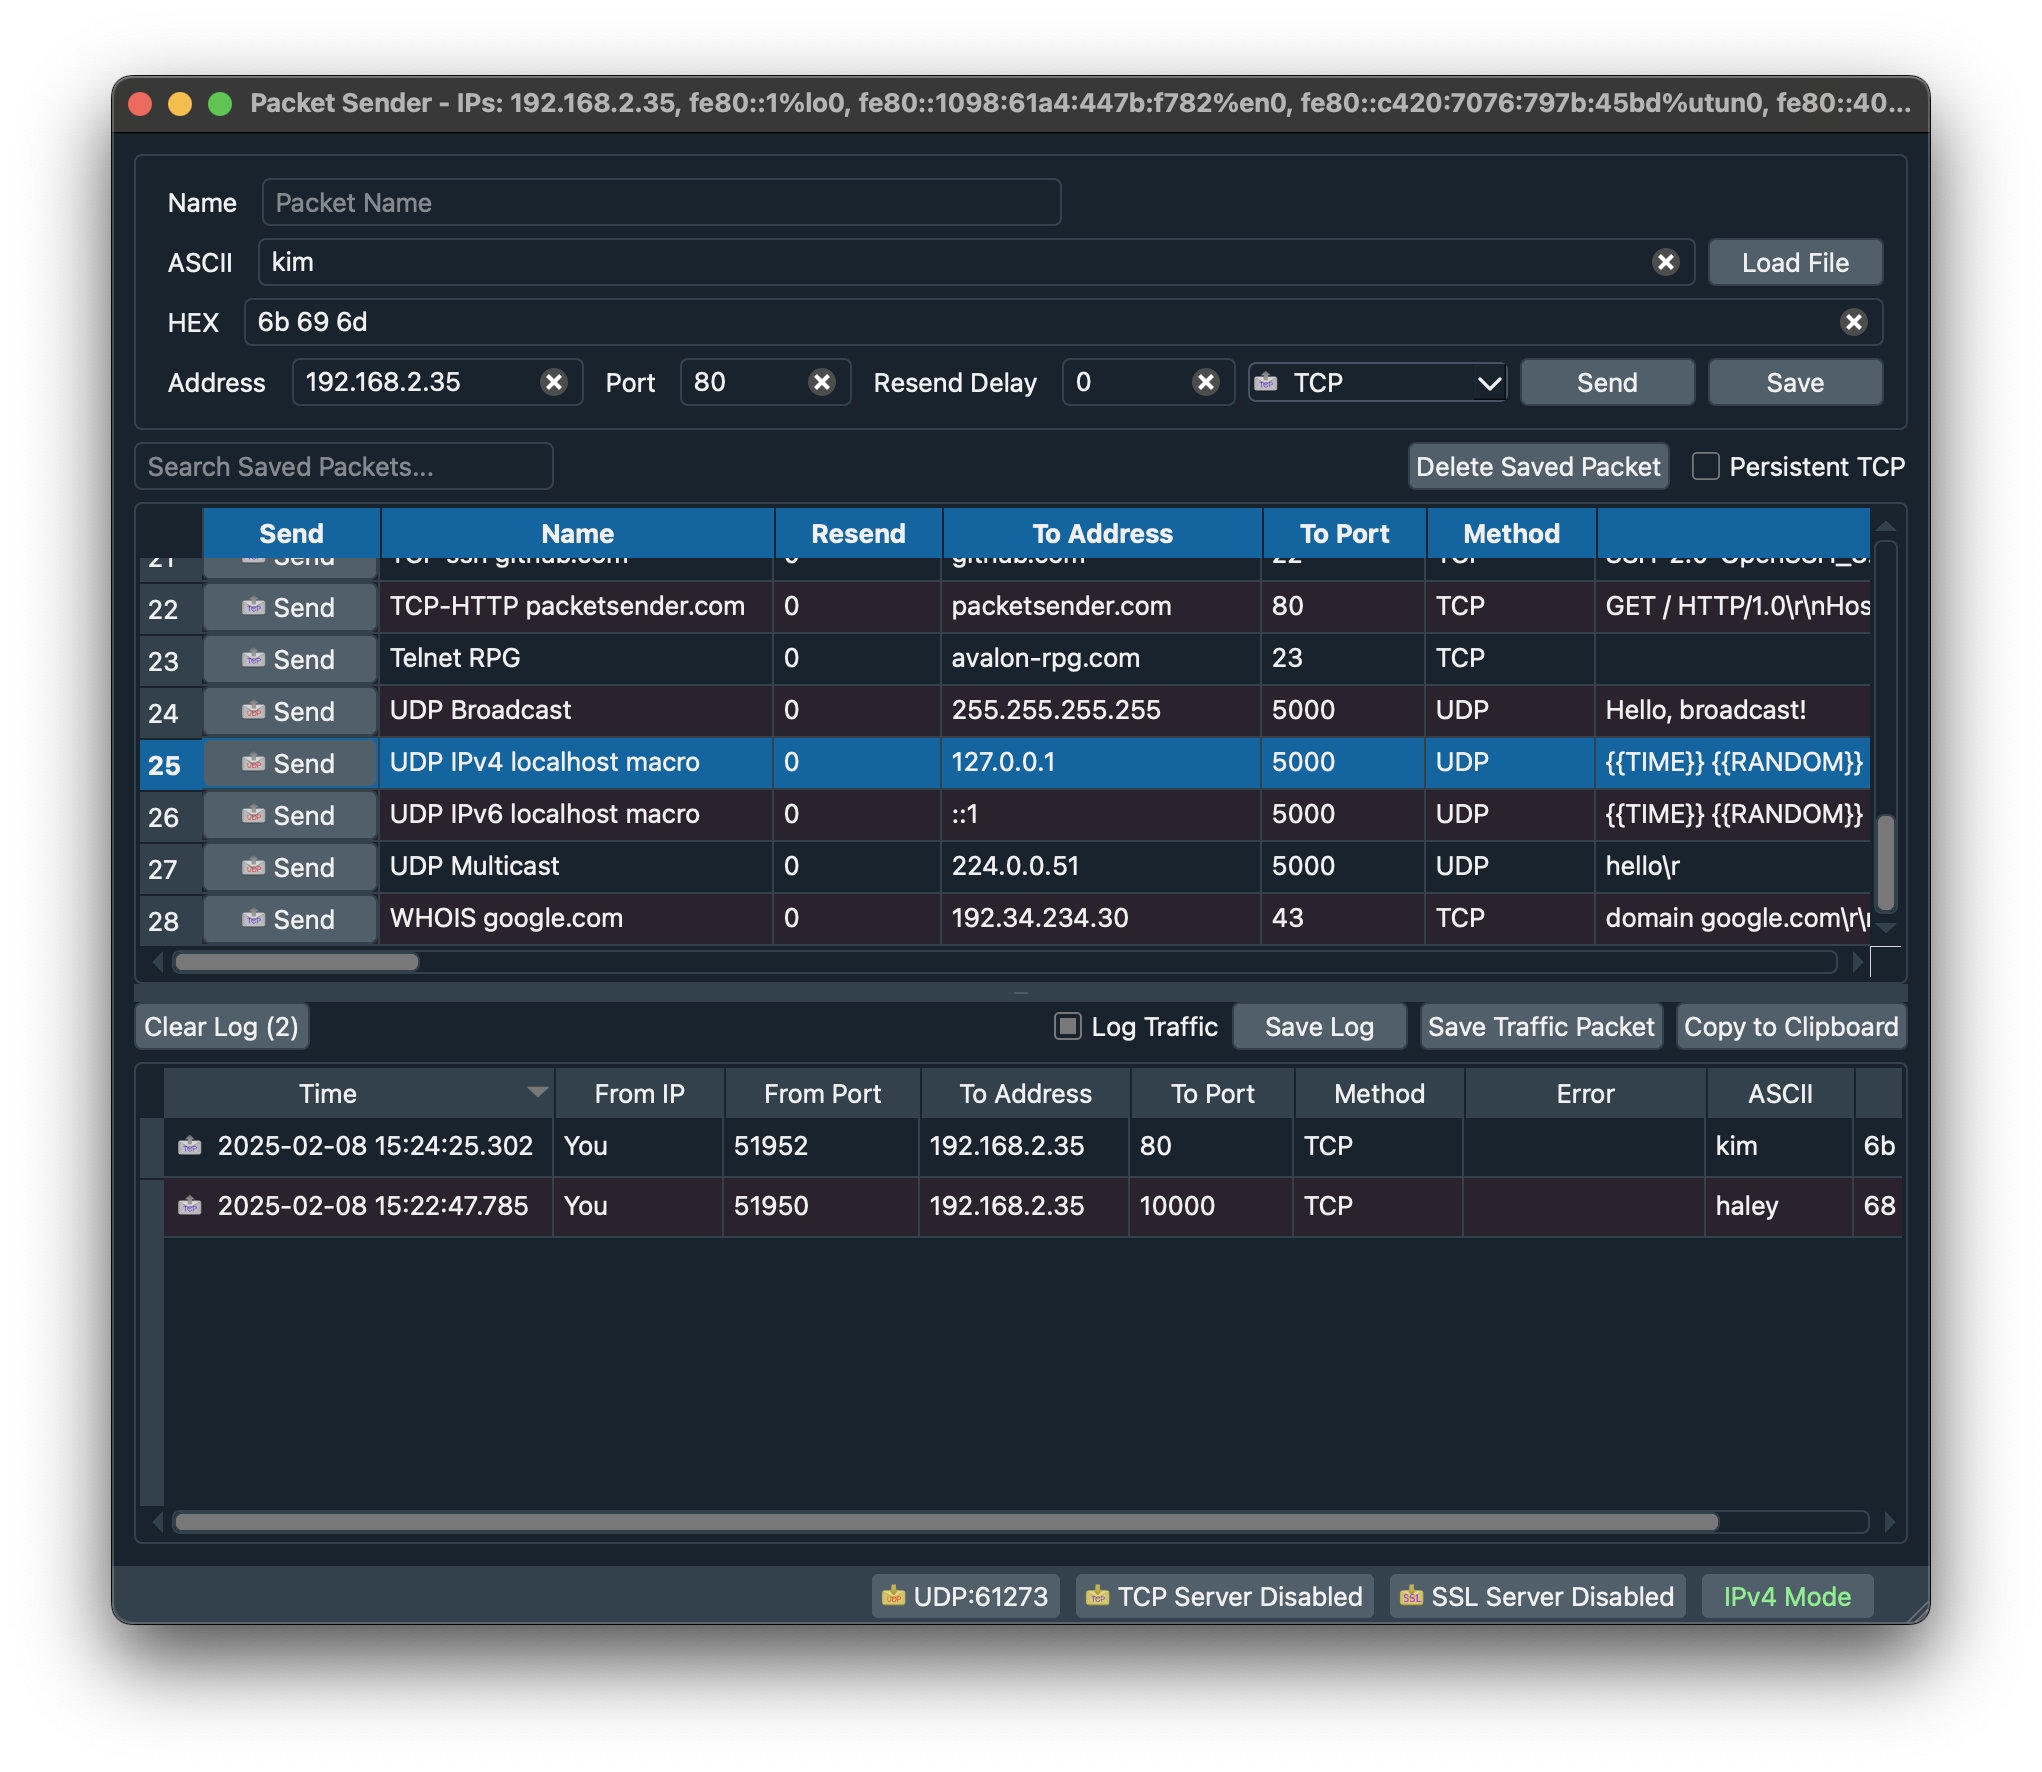 Packet Sender - IPs: 192.168.2.35, fe80::1%lo0, fe80::1098:61a4:447b:f782%en0, fe80::c420:7076:797b:45bd%utun0, fe80::40...
Name Packet Name
ASCII kim Load File
HEX 6b 69 6d
Address 192.168.2.35 Port 80 Resend Delay 0 TCP Send Save
Search Saved Packets... Delete Saved Packet Persistent TCP
Send Name Resend To Address To Port Method
21 Send TCP-ssh github.com 0 github.com 22 TCP
22 Send TCP-HTTP packetsender.com 0 packetsender.com 80 TCP GET / HTTP/1.0\r\nHos
23 Send Telnet RPG 0 avalon-rpg.com 23 TCP
24 Send UDP Broadcast 0 255.255.255.255 5000 UDP Hello, broadcast!
25 Send UDP IPv4 localhost macro 0 127.0.0.1 5000 UDP {{TIME}} {{RANDOM}}
26 Send UDP IPv6 localhost macro 0 ::1 5000 UDP {{TIME}} {{RANDOM}}
27 Send UDP Multicast 0 224.0.0.51 5000 UDP hello\r
28 Send WHOIS google.com 0 192.34.234.30 43 TCP domain google.com\r\
Clear Log (2) Log Traffic Save Log Save Traffic Packet Copy to Clipboard
Time From IP From Port To Address To Port Method Error ASCII
2025-02-08 15:24:25.302 You 51952 192.168.2.35 80 TCP kim 6b
2025-02-08 15:22:47.785 You 51950 192.168.2.35 10000 TCP haley 68
UDP:61273 TCP Server Disabled SSL Server Disabled IPv4 Mode